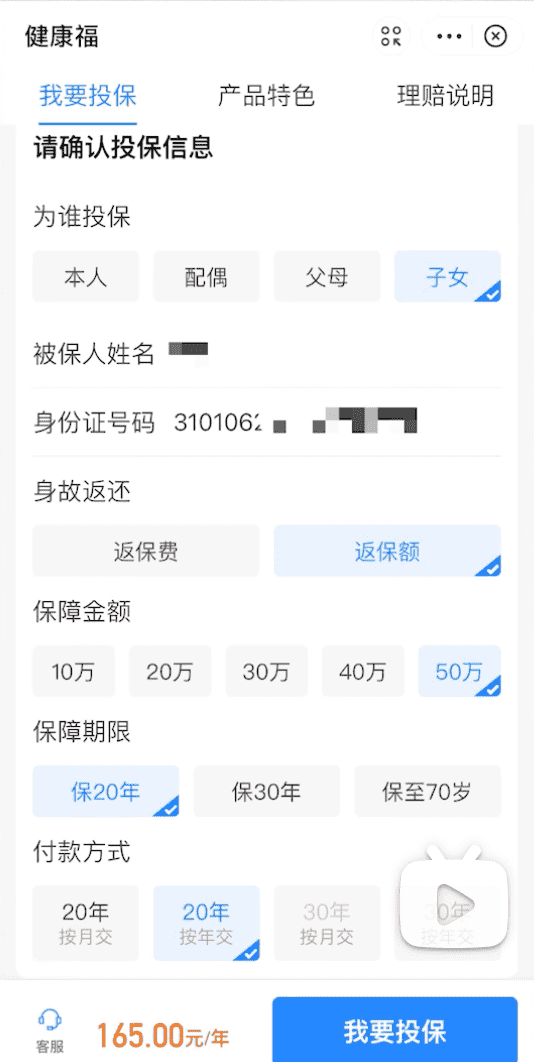 健康福
我要投保 产品特色 理赔说明
请确认投保信息
为谁投保
本人 配偶 父母 子女
被保人姓名
身份证号码 310106
身故返还
返保费 返保额
保障金额
10万 20万 30万 40万 50万
保障期限
保20年 保30年 保至70岁
付款方式
20年 20年 30年 30年
按月交 按年交 按月交 按年交
165.00元/年 我要投保
客服